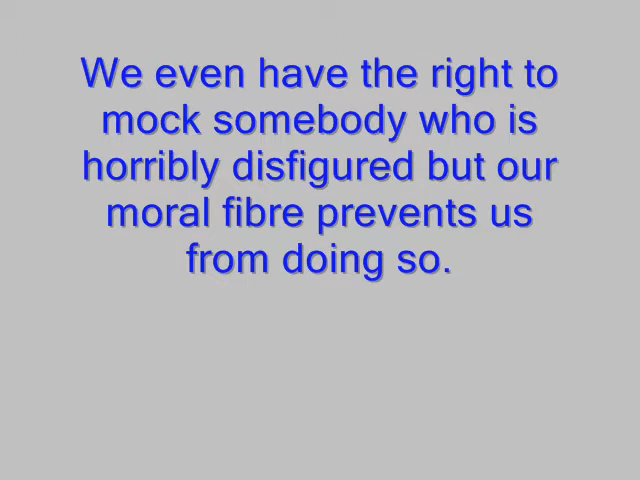 We even have the right to
mock somebody who is
horribly disfigured but our
moral fibre prevents us
from doing so.